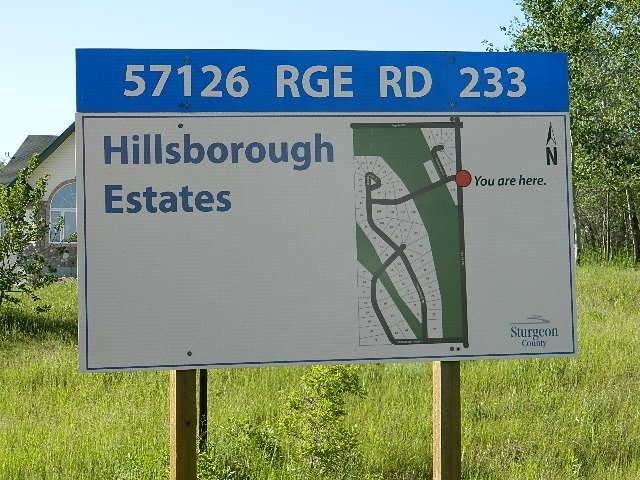 57126 RGE RD 233
Hillsborough
Estates
N
You are here.
Sturgeon
County